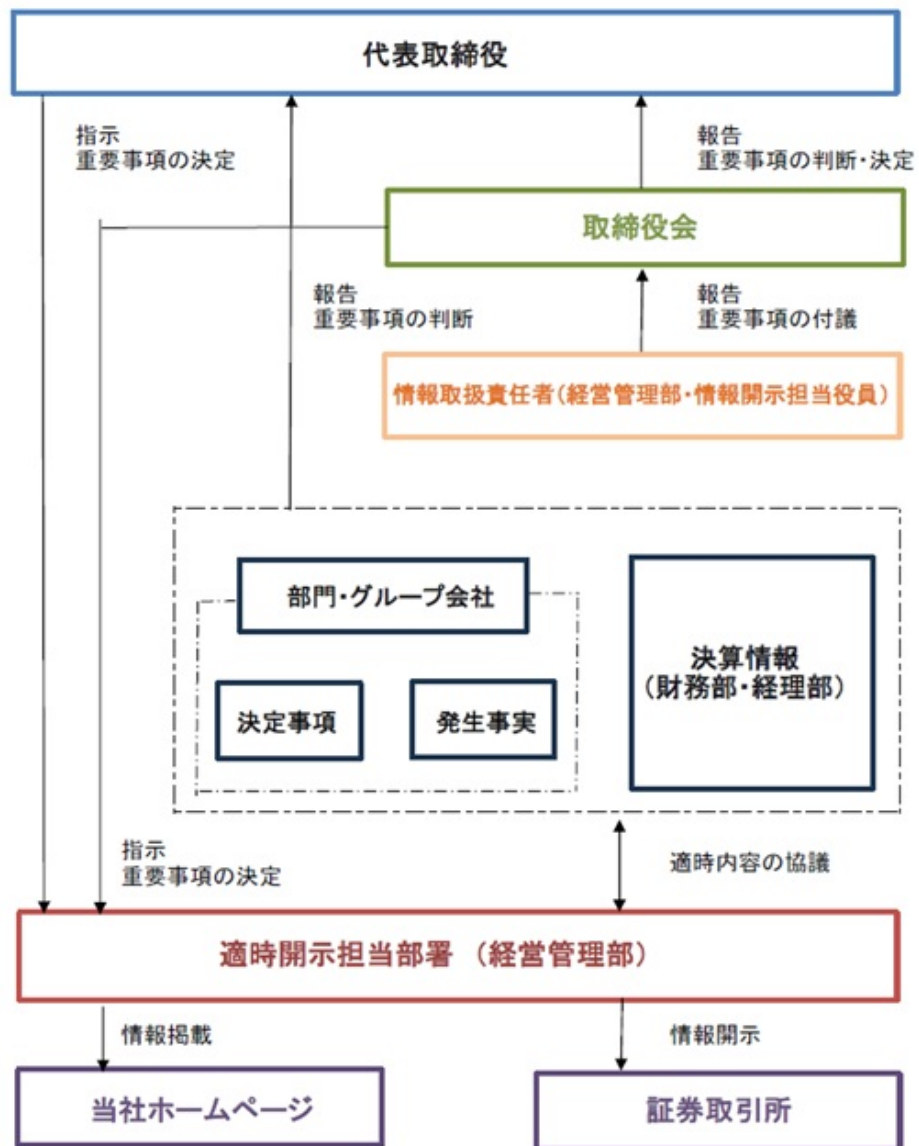 代表取締役
指示
重要事項の決定
報告
重要事項の判断・決定
取締役会
報告
重要事項の判断
報告
重要事項の付議
情報取扱責任者(経営管理部・情報開示担当役員)
部門・グループ会社
決算情報
(財務部・経理部)
決定事項
発生事実
指示
重要事項の決定
適時内容の協議
適時開示担当部署 (経営管理部)
情報掲載
情報開示
当社ホームページ
証券取引所